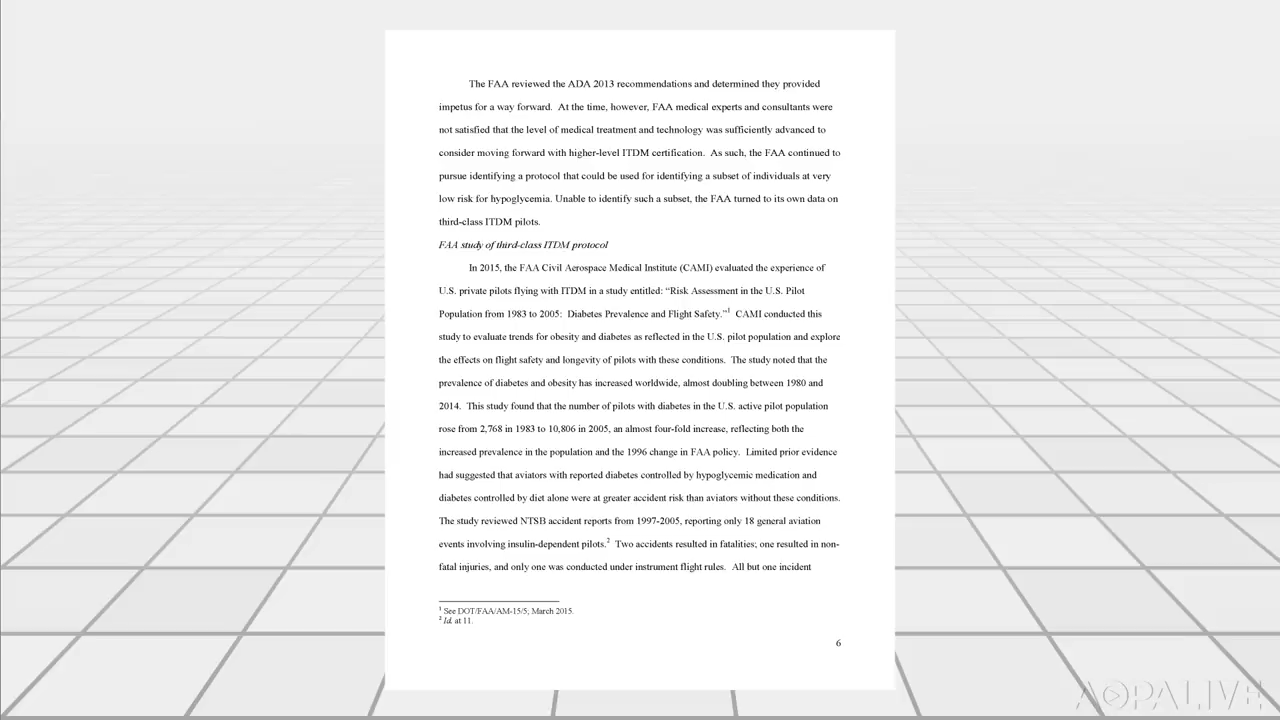 The FAA reviewed the ADA 2013 recommendations and determined they provided
impetus for a way forward.  At the time, however, FAA medical experts and consultants were
not satisfied that the level of medical treatment and technology was sufficiently advanced to
consider moving forward with higher-level ITDM certification.  As such, the FAA continued to
pursue identifying a protocol that could be used for identifying a subset of individuals at very
low risk for hypoglycemia. Unable to identify such a subset, the FAA turned to its own data on
third-class ITDM pilots.
FAA study of third-class ITDM protocol
In 2015, the FAA Civil Aerospace Medical Institute (CAMI) evaluated the experience of
U.S. private pilots flying with ITDM in a study entitled: “Risk Assessment in the U.S. Pilot
Population from 1983 to 2005:  Diabetes Prevalence and Flight Safety.”1  CAMI conducted this
study to evaluate trends for obesity and diabetes as reflected in the U.S. pilot population and explore
the effects on flight safety and longevity of pilots with these conditions.  The study noted that the
prevalence of diabetes and obesity has increased worldwide, almost doubling between 1980 and
2014.  This study found that the number of pilots with diabetes in the U.S. active pilot population
rose from 2,768 in 1983 to 10,806 in 2005, an almost four-fold increase, reflecting both the
increased prevalence in the population and the 1996 change in FAA policy.  Limited prior evidence
had suggested that aviators with reported diabetes controlled by hypoglycemic medication and
diabetes controlled by diet alone were at greater accident risk than aviators without these conditions.
The study reviewed NTSB accident reports from 1997-2005, reporting only 18 general aviation
events involving insulin-dependent pilots.2  Two accidents resulted in fatalities; one resulted in non-
fatal injuries, and only one was conducted under instrument flight rules.  All but one incident
1 See DOT/FAA/AM-15/5, March 2015.
2 Id. at 11.
6
AOPA LIVE